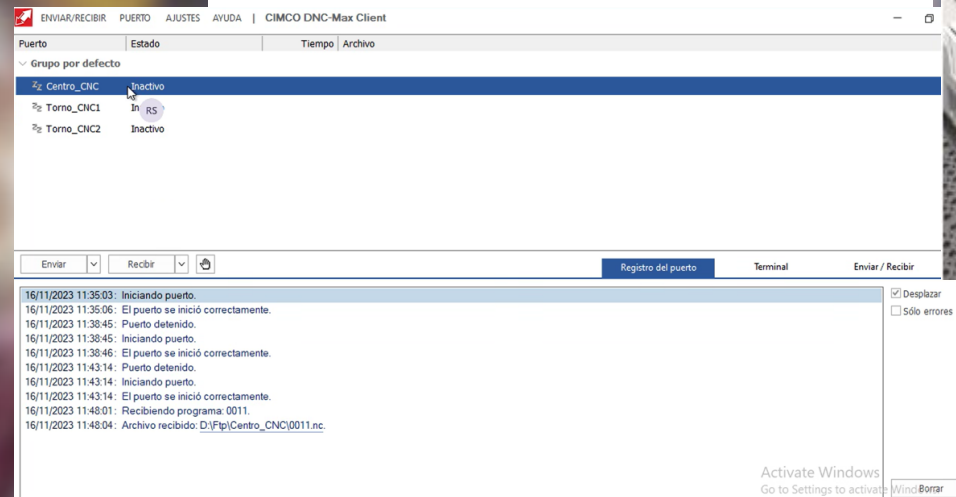 ENVIAR/RECIBIR PUERTO AJUSTES AYUDA | CIMCO DNC-Max Client
Puerto Estado Tiempo Archivo
Grupo por defecto
Centro_CNC Inactivo
Torno_CNC1 In RS
Torno_CNC2 Inactivo
Enviar Recibir Registro del puerto Terminal Enviar / Recibir
16/11/2023 11:35:03: Iniciando puerto.
16/11/2023 11:35:06: El puerto se inició correctamente.
16/11/2023 11:38:45: Puerto detenido.
16/11/2023 11:38:45: Iniciando puerto.
16/11/2023 11:38:46: El puerto se inició correctamente.
16/11/2023 11:43:14: Puerto detenido.
16/11/2023 11:43:14: Iniciando puerto.
16/11/2023 11:43:14: El puerto se inició correctamente.
16/11/2023 11:48:01: Recibiendo programa: 0011.
16/11/2023 11:48:04: Archivo recibido: D:\Ftp\Centro_CNC\0011.nc.
Desplazar
Sólo errores
Activate Windows
Go to Settings to activate Wind
Borrar